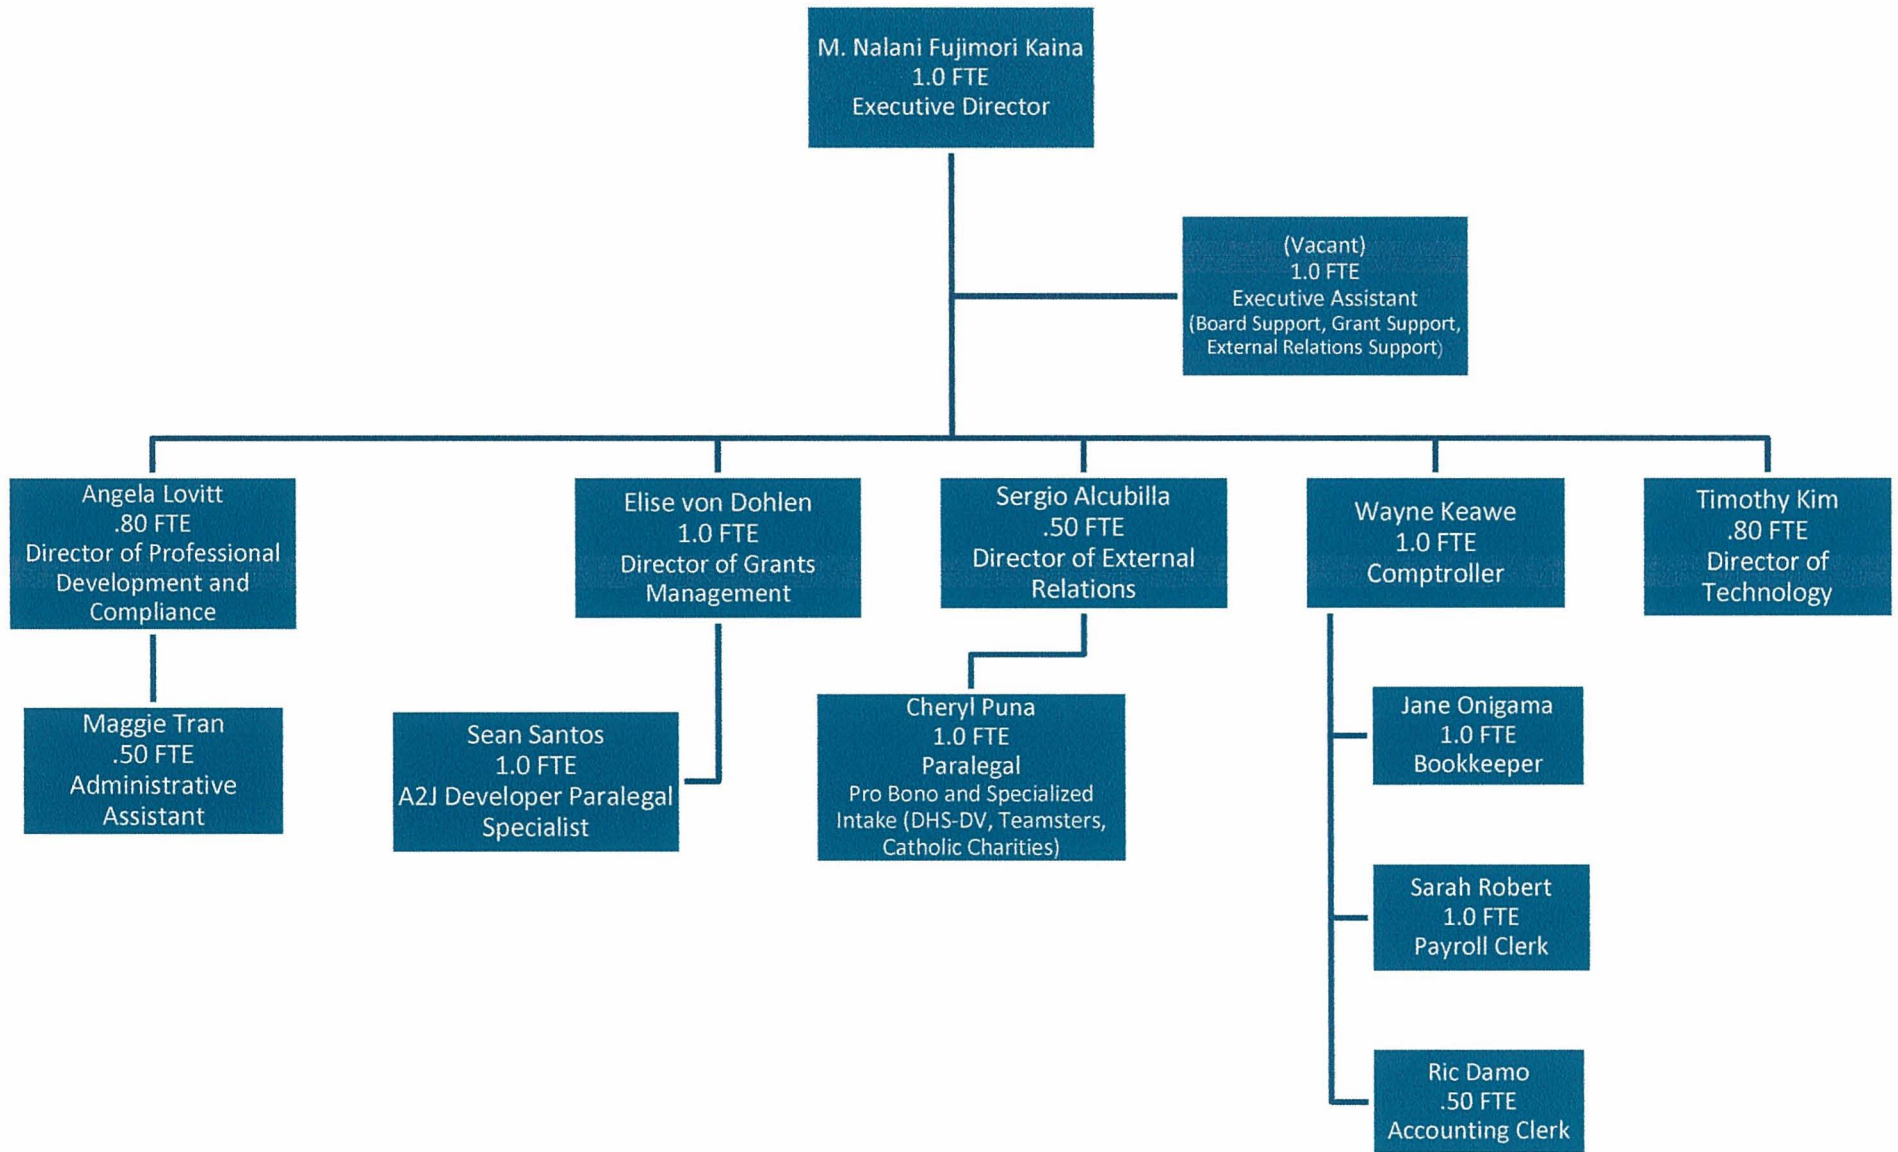 M. Nalani Fujimori Kaina
1.0 FTE
Executive Director
(Vacant)
1.0 FTE
Executive Assistant
(Board Support, Grant Support,
External Relations Support)
Angela Lovitt
.80 FTE
Director of Professional
Development and
Compliance
Elise von Dohlen
1.0 FTE
Director of Grants
Management
Sergio Alcubilla
.50 FTE
Director of External
Relations
Wayne Keawe
1.0 FTE
Comptroller
Timothy Kim
.80 FTE
Director of
Technology
Maggie Tran
.50 FTE
Administrative
Assistant
Sean Santos
1.0 FTE
A2J Developer Paralegal
Specialist
Cheryl Puna
1.0 FTE
Paralegal
Pro Bono and Specialized
Intake (DHS-DV, Teamsters,
Catholic Charities)
Jane Onigama
1.0 FTE
Bookkeeper
Sarah Robert
1.0 FTE
Payroll Clerk
Ric Damo
.50 FTE
Accounting Clerk